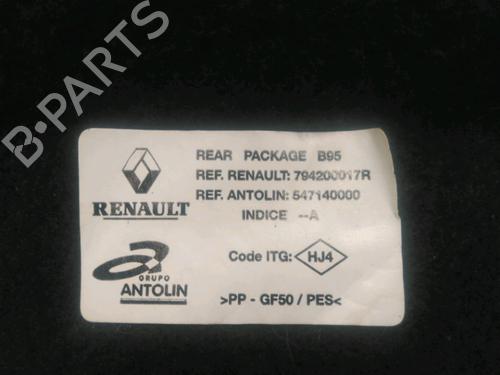 B-PARTS
REAR PACKAGE B95
REF. RENAULT: 794200017R
REF. ANTOLIN: 547140000
INDICE --A
RENAULT
Code ITG: HJ4
GRUPO
ANTOLIN
>PP - GF50 / PES<